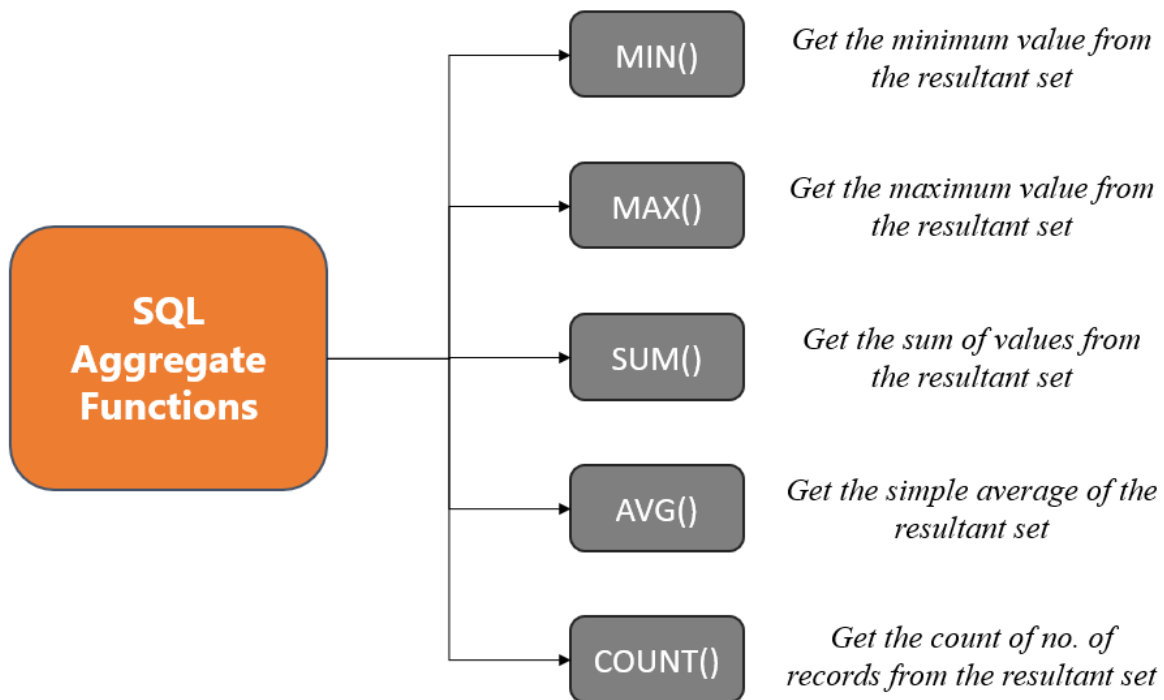 SQL
Aggregate
Functions
MIN()
Get the minimum value from
the resultant set
MAX()
Get the maximum value from
the resultant set
SUM()
Get the sum of values from
the resultant set
AVG()
Get the simple average of the
resultant set
COUNT()
Get the count of no. of
records from the resultant set